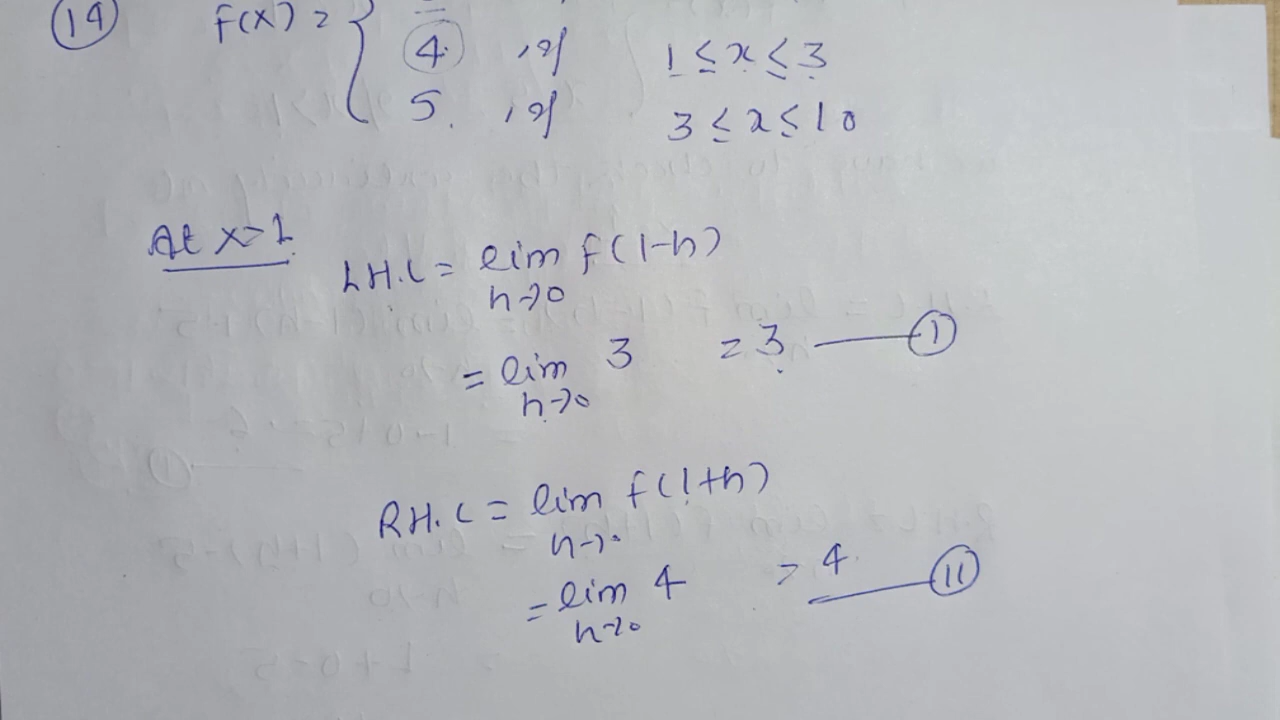 (14) f(x) = {
4 , if 1 ≤ x ≤ 3
5 , if 3 ≤ x ≤ 10
At x=1
LH.L = lim f(1-h)
h→0
= lim 3 = 3 — (I)
h→0
RH.L = lim f(1+h)
h→0
= lim 4 = 4 — (II)
h→0